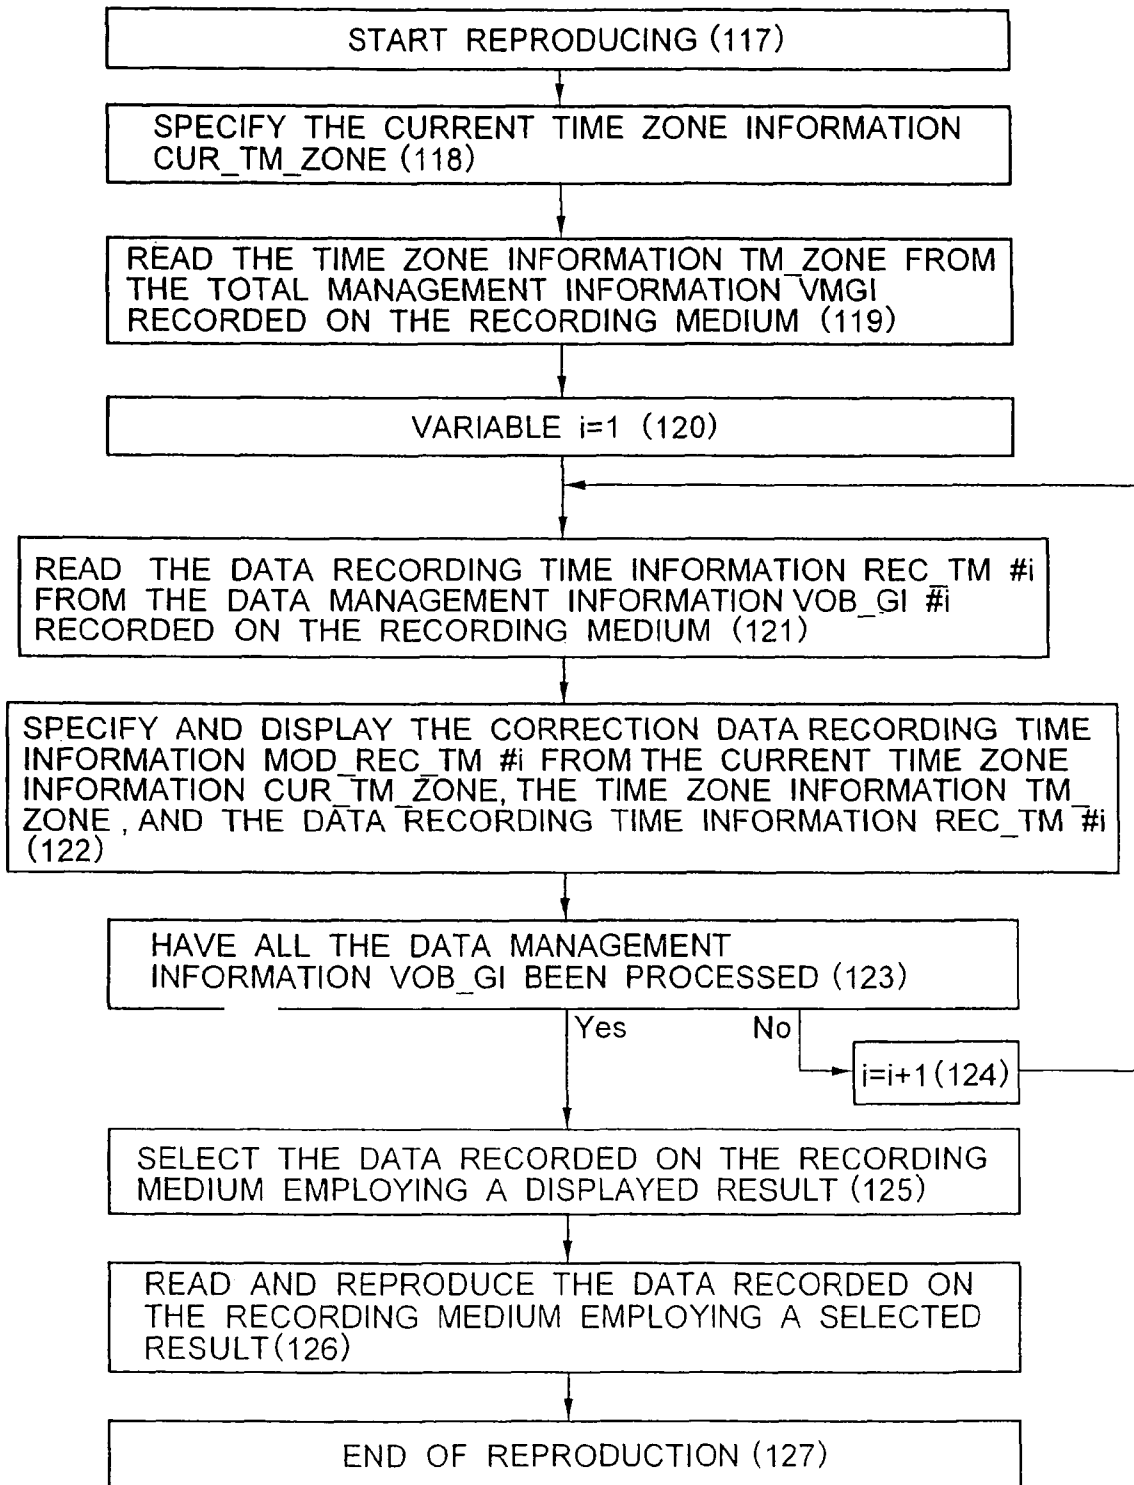 START REPRODUCING (117)
SPECIFY THE CURRENT TIME ZONE INFORMATION
CUR_TM_ZONE (118)
READ THE TIME ZONE INFORMATION TM_ZONE FROM
THE TOTAL MANAGEMENT INFORMATION VMGI
RECORDED ON THE RECORDING MEDIUM (119)
VARIABLE i=1 (120)
READ THE DATA RECORDING TIME INFORMATION REC_TM #i
FROM THE DATA MANAGEMENT INFORMATION VOB_GI #i
RECORDED ON THE RECORDING MEDIUM (121)
SPECIFY AND DISPLAY THE CORRECTION DATA RECORDING TIME
INFORMATION MOD_REC_TM #i FROM THE CURRENT TIME ZONE
INFORMATION CUR_TM_ZONE, THE TIME ZONE INFORMATION TM_
ZONE, AND THE DATA RECORDING TIME INFORMATION REC_TM #i
(122)
HAVE ALL THE DATA MANAGEMENT
INFORMATION VOB_GI BEEN PROCESSED (123)
Yes
No
i=i+1 (124)
SELECT THE DATA RECORDED ON THE RECORDING
MEDIUM EMPLOYING A DISPLAYED RESULT (125)
READ AND REPRODUCE THE DATA RECORDED ON
THE RECORDING MEDIUM EMPLOYING A SELECTED
RESULT (126)
END OF REPRODUCTION (127)